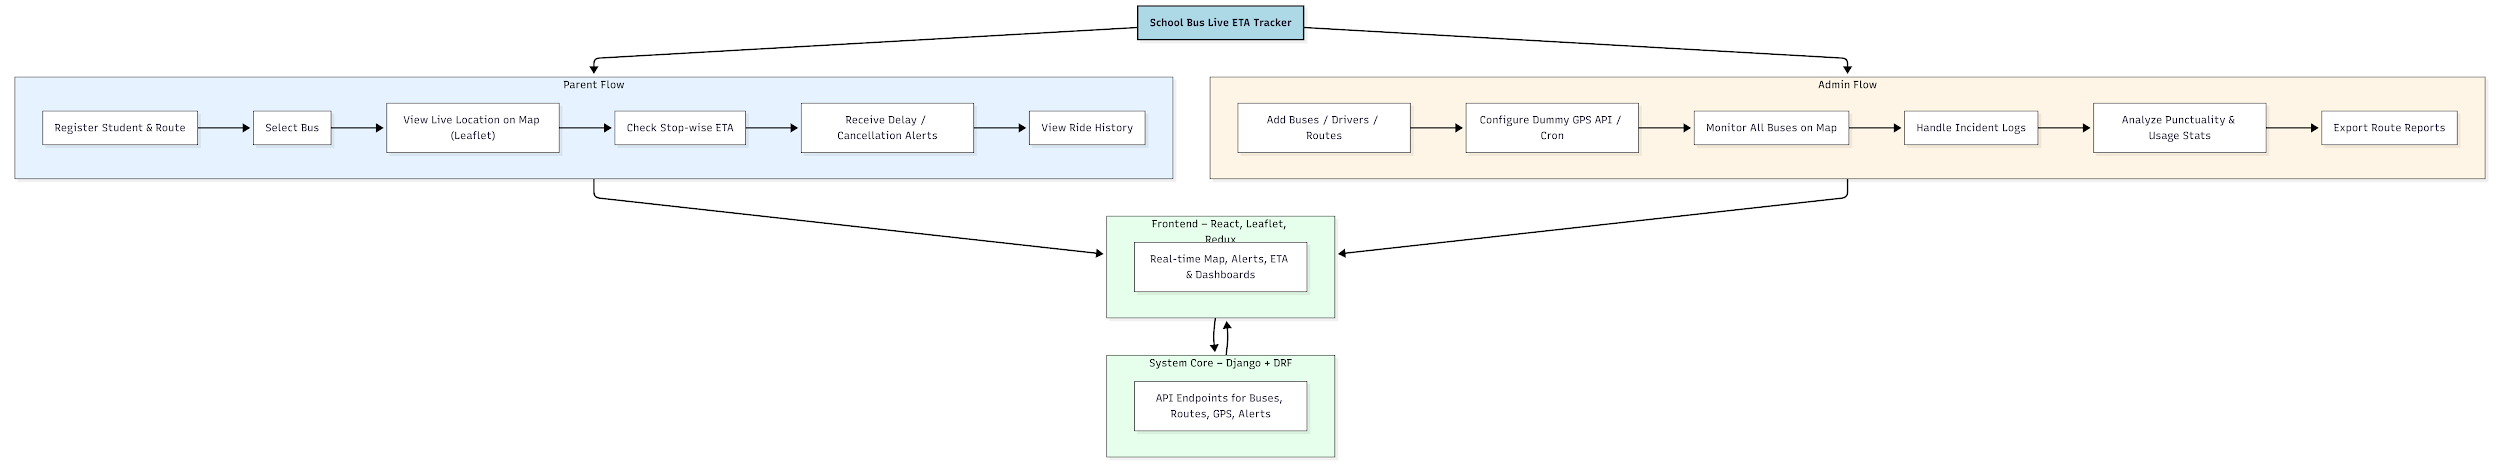 School Bus Live ETA Tracker
Parent Flow
Register Student & Route
Select Bus
View Live Location on Map
(Leaflet)
Check Stop-wise ETA
Receive Delay /
Cancellation Alerts
View Ride History
Admin Flow
Add Buses / Drivers /
Routes
Configure Dummy GPS API /
Cron
Monitor All Buses on Map
Handle Incident Logs
Analyze Punctuality &
Usage Stats
Export Route Reports
Frontend – React, Leaflet,
Redux
Real-time Map, Alerts, ETA
& Dashboards
System Core – Django + DRF
API Endpoints for Buses,
Routes, GPS, Alerts